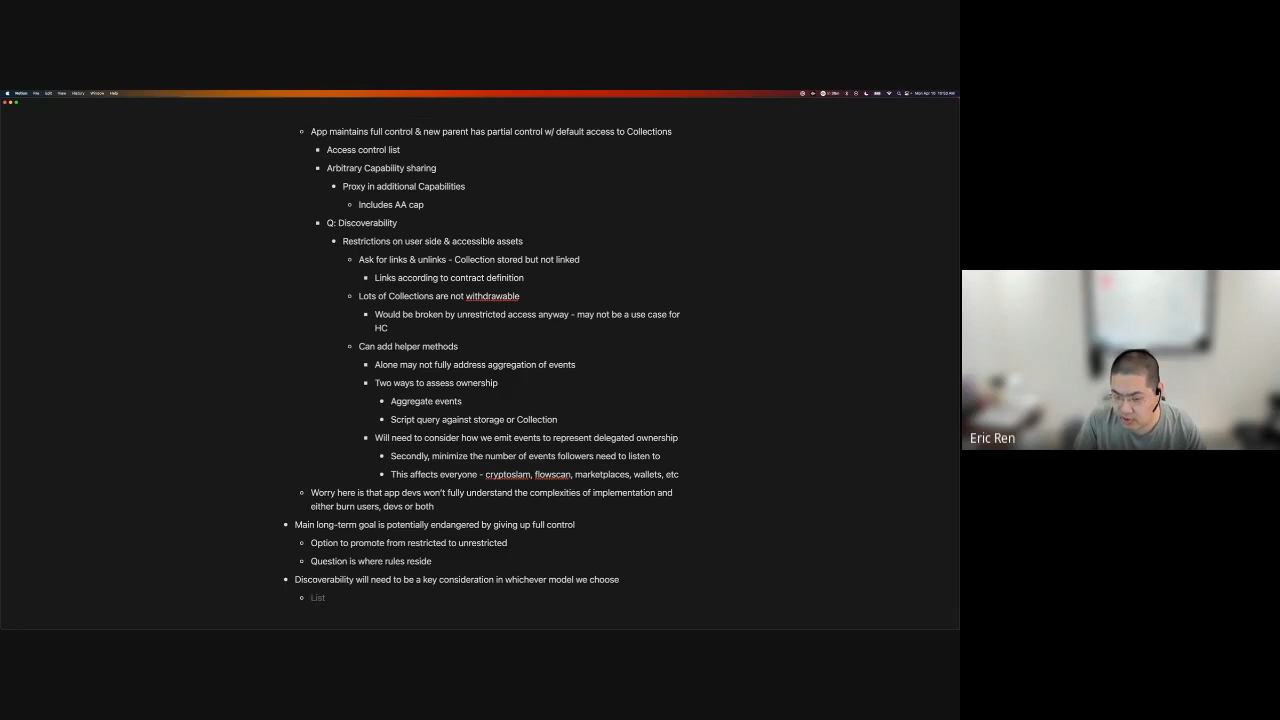 Notion File Edit View History Window Help
App maintains full control & new parent has partial control w/ default access to Collections
Access control list
Arbitrary Capability sharing
Proxy in additional Capabilities
Includes AA cap
Q: Discoverability
Restrictions on user side & accessible assets
Ask for links & unlinks - Collection stored but not linked
Links according to contract definition
Lots of Collections are not withdrawable
Would be broken by unrestricted access anyway - may not be a use case for
HC
Can add helper methods
Alone may not fully address aggregation of events
Two ways to assess ownership
Aggregate events
Script query against storage or Collection
Will need to consider how we emit events to represent delegated ownership
Secondly, minimize the number of events followers need to listen to
This affects everyone - cryptoslam, flowscan, marketplaces, wallets, etc
Worry here is that app devs won't fully understand the complexities of implementation and
either burn users, devs or both
Main long-term goal is potentially endangered by giving up full control
Option to promote from restricted to unrestricted
Question is where rules reside
Discoverability will need to be a key consideration in whichever model we choose
List
Eric Ren